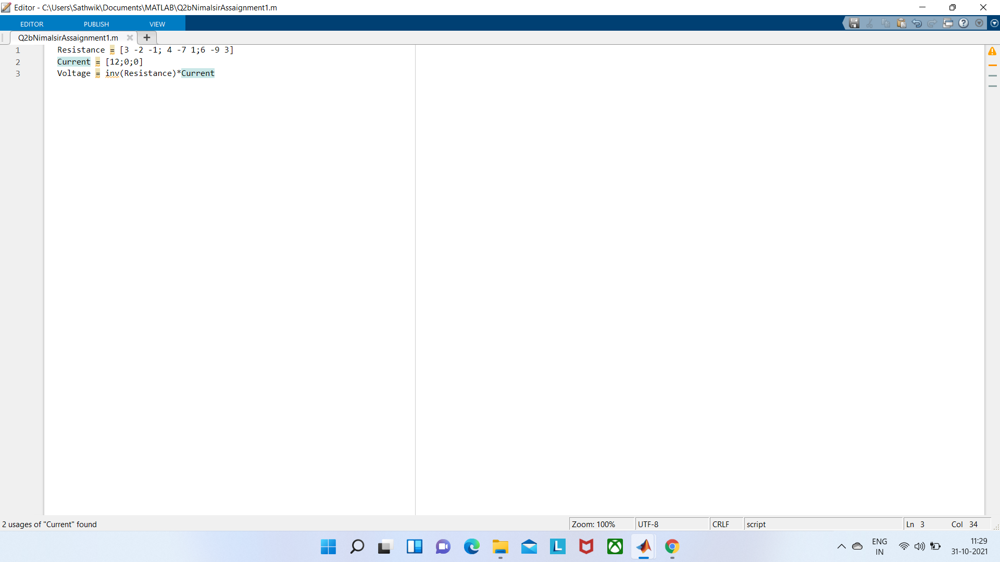 Editor - C:\Users\Sathwik\Documents\MATLAB\Q2bNimalsirAssaignment1.m
EDITOR PUBLISH VIEW
Q2bNimalsirAssaignment1.m
1 Resistance = [3 -2 -1; 4 -7 1;6 -9 3]
2 Current = [12;0;0]
3 Voltage = inv(Resistance)*Current
2 usages of "Current" found
Zoom: 100% UTF-8 CRLF script Ln 3 Col 34
ENG
IN
11:29
31-10-2021